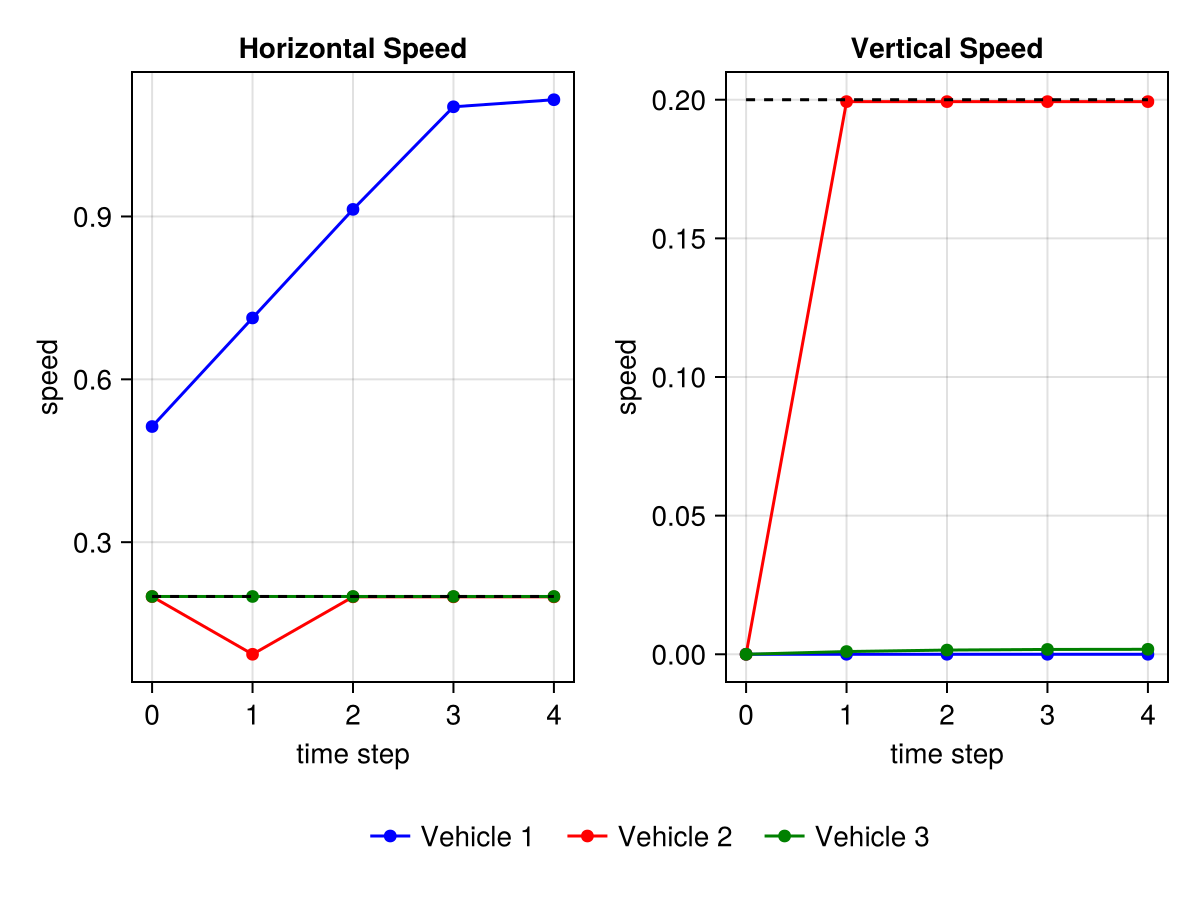 Horizontal Speed
speed
0.9
0.6
0.3
0
1
2
3
4
time step
Vertical Speed
speed
0.20
0.15
0.10
0.05
0.00
0
1
2
3
4
time step
Vehicle 1
Vehicle 2
Vehicle 3